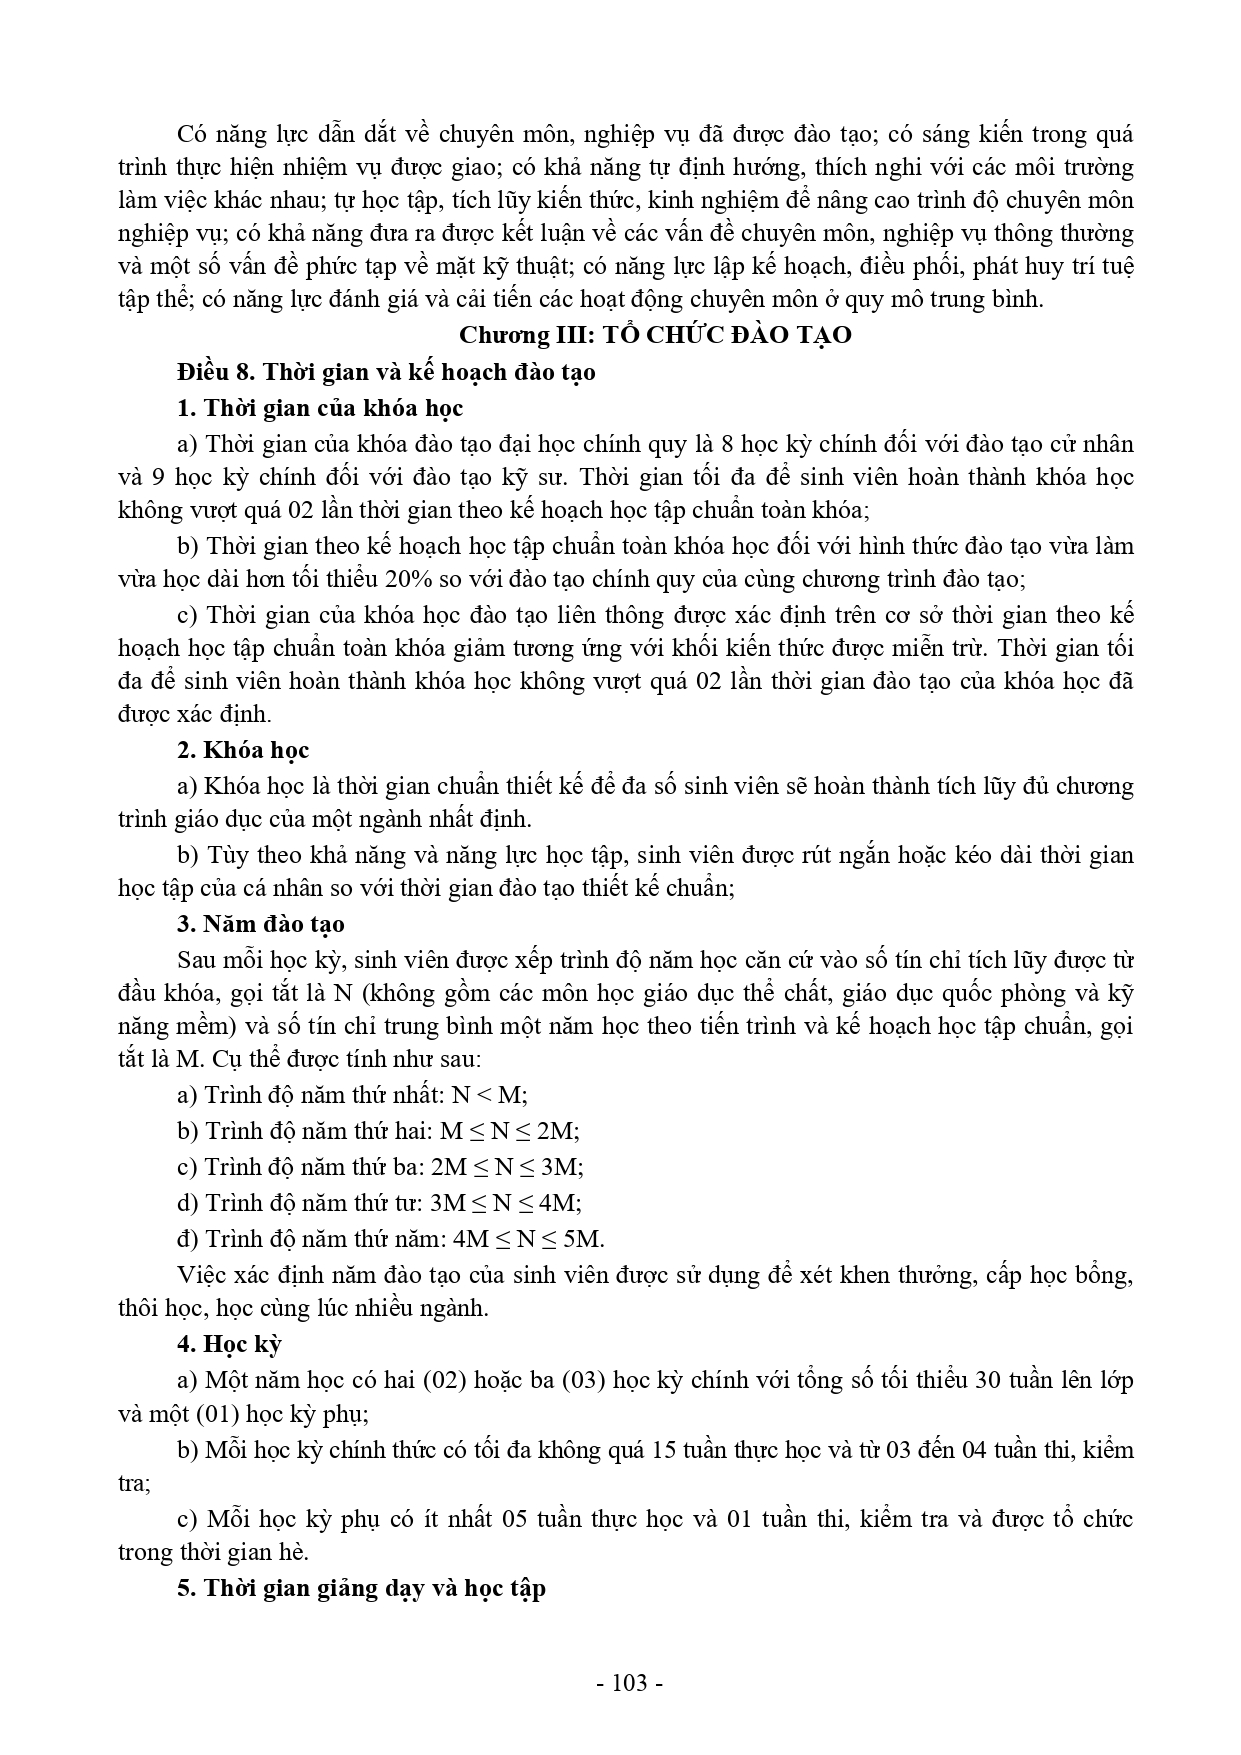 Có năng lực dẫn dắt về chuyên môn, nghiệp vụ đã được đào tạo; có sáng kiến trong quá
trình thực hiện nhiệm vụ được giao; có khả năng tự định hướng, thích nghi với các môi trường
làm việc khác nhau; tự học tập, tích lũy kiến thức, kinh nghiệm để nâng cao trình độ chuyên môn
nghiệp vụ; có khả năng đưa ra được kết luận về các vấn đề chuyên môn, nghiệp vụ thông thường
và một số vấn đề phức tạp về mặt kỹ thuật; có năng lực lập kế hoạch, điều phối, phát huy trí tuệ
tập thể; có năng lực đánh giá và cải tiến các hoạt động chuyên môn ở quy mô trung bình.
Chương III: TỔ CHỨC ĐÀO TẠO
Điều 8. Thời gian và kế hoạch đào tạo
1. Thời gian của khóa học
a) Thời gian của khóa đào tạo đại học chính quy là 8 học kỳ chính đối với đào tạo cử nhân
và 9 học kỳ chính đối với đào tạo kỹ sư. Thời gian tối đa để sinh viên hoàn thành khóa học
không vượt quá 02 lần thời gian theo kế hoạch học tập chuẩn toàn khóa;
b) Thời gian theo kế hoạch học tập chuẩn toàn khóa học đối với hình thức đào tạo vừa làm
vừa học dài hơn tối thiểu 20% so với đào tạo chính quy của cùng chương trình đào tạo;
c) Thời gian của khóa học đào tạo liên thông được xác định trên cơ sở thời gian theo kế
hoạch học tập chuẩn toàn khóa giảm tương ứng với khối kiến thức được miễn trừ. Thời gian tối
đa để sinh viên hoàn thành khóa học không vượt quá 02 lần thời gian đào tạo của khóa học đã
được xác định.
2. Khóa học
a) Khóa học là thời gian chuẩn thiết kế để đa số sinh viên sẽ hoàn thành tích lũy đủ chương
trình giáo dục của một ngành nhất định.
b) Tùy theo khả năng và năng lực học tập, sinh viên được rút ngắn hoặc kéo dài thời gian
học tập của cá nhân so với thời gian đào tạo thiết kế chuẩn;
3. Năm đào tạo
Sau mỗi học kỳ, sinh viên được xếp trình độ năm học căn cứ vào số tín chỉ tích lũy được từ
đầu khóa, gọi tắt là N (không gồm các môn học giáo dục thể chất, giáo dục quốc phòng và kỹ
năng mềm) và số tín chỉ trung bình một năm học theo tiến trình và kế hoạch học tập chuẩn, gọi
tắt là M. Cụ thể được tính như sau:
a) Trình độ năm thứ nhất: N < M;
b) Trình độ năm thứ hai: M ≤ N ≤ 2M;
c) Trình độ năm thứ ba: 2M ≤ N ≤ 3M;
d) Trình độ năm thứ tư: 3M ≤ N ≤ 4M;
đ) Trình độ năm thứ năm: 4M ≤ N ≤ 5M.
Việc xác định năm đào tạo của sinh viên được sử dụng để xét khen thưởng, cấp học bổng,
thôi học, học cùng lúc nhiều ngành.
4. Học kỳ
a) Một năm học có hai (02) hoặc ba (03) học kỳ chính với tổng số tối thiểu 30 tuần lên lớp
và một (01) học kỳ phụ;
b) Mỗi học kỳ chính thức có tối đa không quá 15 tuần thực học và từ 03 đến 04 tuần thi, kiểm
tra;
c) Mỗi học kỳ phụ có ít nhất 05 tuần thực học và 01 tuần thi, kiểm tra và được tổ chức
trong thời gian hè.
5. Thời gian giảng dạy và học tập
- 103 -